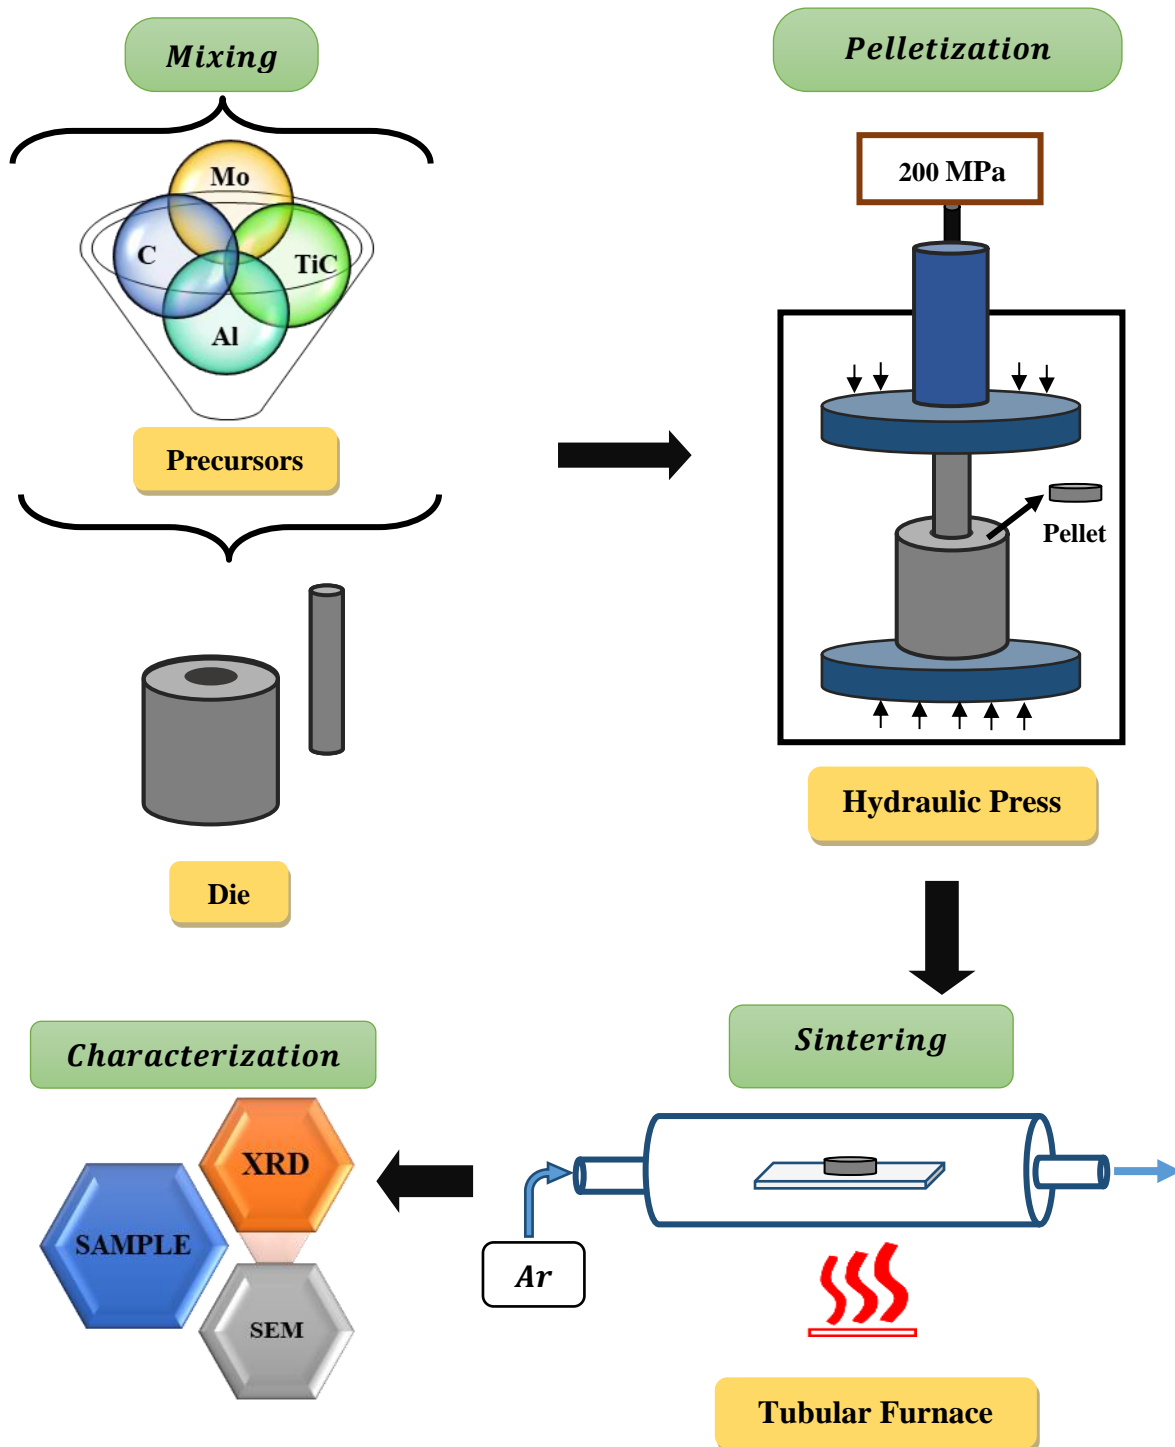 Mixing
Mo
C
TiC
Al
Precursors
Die
Pelletization
200 MPa
Pellet
Hydraulic Press
Sintering
Ar
Tubular Furnace
Characterization
XRD
SAMPLE
SEM